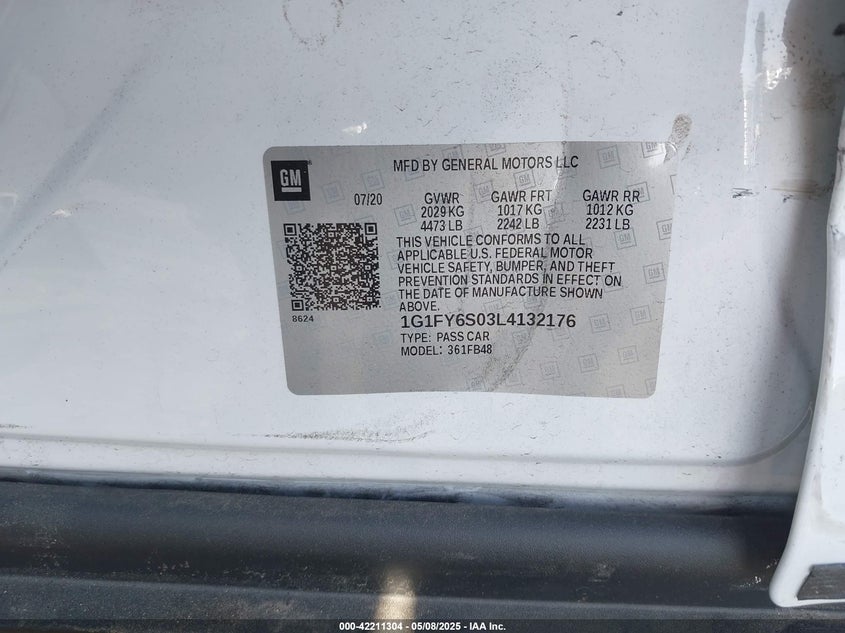 GM
MFD BY GENERAL MOTORS LLC
07/20 GVWR GAWR FRT GAWR RR
2029 KG 1017 KG 1012 KG
4473 LB 2242 LB 2231 LB
THIS VEHICLE CONFORMS TO ALL
APPLICABLE U.S. FEDERAL MOTOR
VEHICLE SAFETY, BUMPER, AND THEFT
PREVENTION STANDARDS IN EFFECT ON
THE DATE OF MANUFACTURE SHOWN
ABOVE.
8624
1G1FY6S03L4132176
TYPE: PASS CAR
MODEL: 361FB48
000-42211304 - 05/08/2025 - IAA Inc.